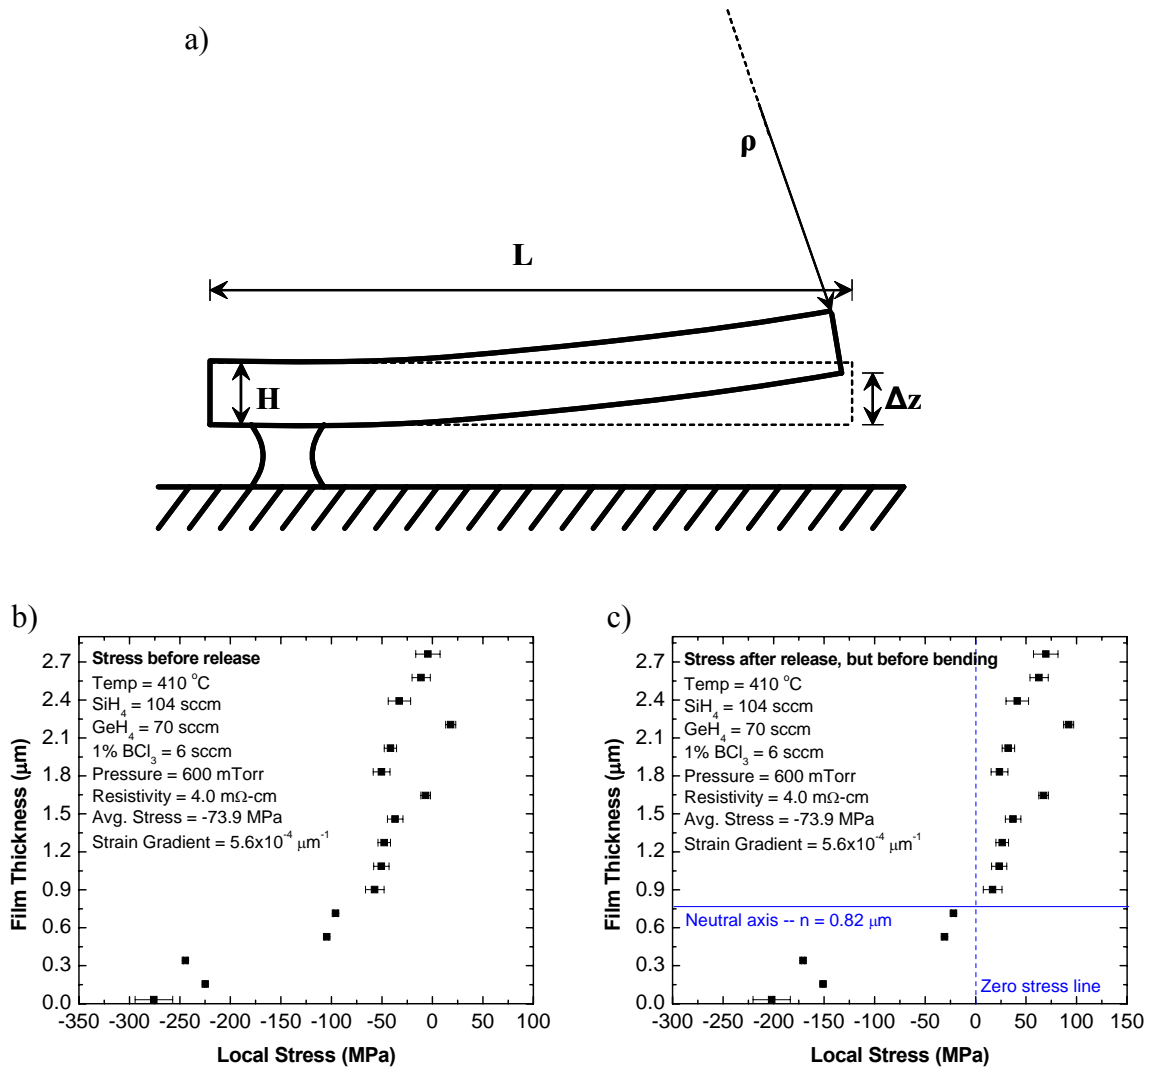 a)
ρ
L
H
Δz
b)
c)
Film Thickness (μm)
2.7
2.4
2.1
1.8
1.5
1.2
0.9
0.6
0.3
0.0
Stress before release
Temp = 410 °C
SiH₄ = 104 sccm
GeH₄ = 70 sccm
1% BCl₃ = 6 sccm
Pressure = 600 mTorr
Resistivity = 4.0 mΩ-cm
Avg. Stress = -73.9 MPa
Strain Gradient = 5.6x10⁻⁴ μm⁻¹
-350 -300 -250 -200 -150 -100 -50 0 50 100
Local Stress (MPa)
Film Thickness (μm)
2.7
2.4
2.1
1.8
1.5
1.2
0.9
0.6
0.3
0.0
Stress after release, but before bending
Temp = 410 °C
SiH₄ = 104 sccm
GeH₄ = 70 sccm
1% BCl₃ = 6 sccm
Pressure = 600 mTorr
Resistivity = 4.0 mΩ-cm
Avg. Stress = -73.9 MPa
Strain Gradient = 5.6x10⁻⁴ μm⁻¹
Neutral axis -- n = 0.82 μm
Zero stress line
-300 -250 -200 -150 -100 -50 0 50 100 150
Local Stress (MPa)